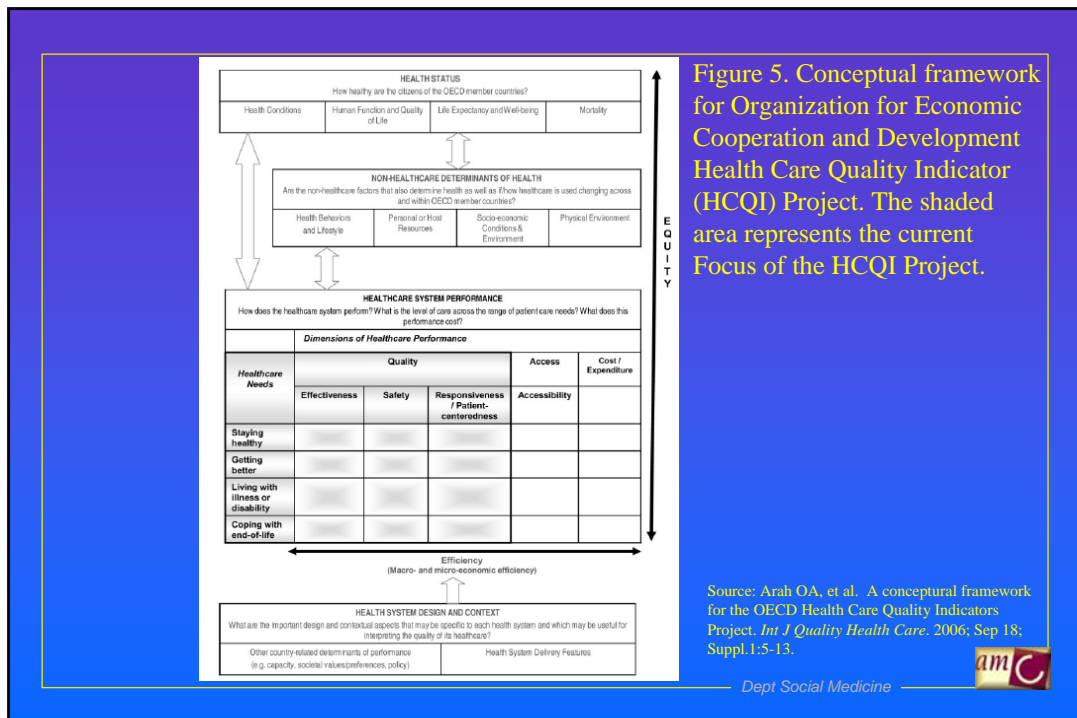 HEALTH STATUS
How healthy are the citizens of the OECD member countries?
Health Conditions
Human Function and Quality
of Life
Life Expectancy and Well-being
Mortality
NON-HEALTHCARE DETERMINANTS OF HEALTH
Are the non-healthcare factors that also determine health as well as if/how healthcare is used changing across
and within OECD member countries?
Health Behaviors
and Lifestyle
Personal or Host
Resources
Socio-economic
Conditions &
Environment
Physical Environment
HEALTHCARE SYSTEM PERFORMANCE
How does the healthcare system perform? What is the level of care across the range of patient care needs? What does this
performance cost?
Dimensions of Healthcare Performance
Healthcare
Needs
Quality
Access
Cost /
Expenditure
Effectiveness
Safety
Responsiveness
/ Patient-
centeredness
Accessibility
Staying
healthy
Getting
better
Living with
illness or
disability
Coping with
end-of-life
Efficiency
(Macro- and micro-economic efficiency)
HEALTH SYSTEM DESIGN AND CONTEXT
What are the important design and contextual aspects that may be specific to each health system and which may be useful for
interpreting the quality of its healthcare?
Other country-related determinants of performance
(e.g. capacity, societal values/preferences, policy)
Health System Delivery Features
E
Q
U
I
T
Y
Figure 5. Conceptual framework
for Organization for Economic
Cooperation and Development
Health Care Quality Indicator
(HCQI) Project. The shaded
area represents the current
Focus of the HCQI Project.
Source: Arah OA, et al. A conceptural framework
for the OECD Health Care Quality Indicators
Project. Int J Quality Health Care. 2006; Sep 18;
Suppl.1:5-13.
Dept Social Medicine
amC